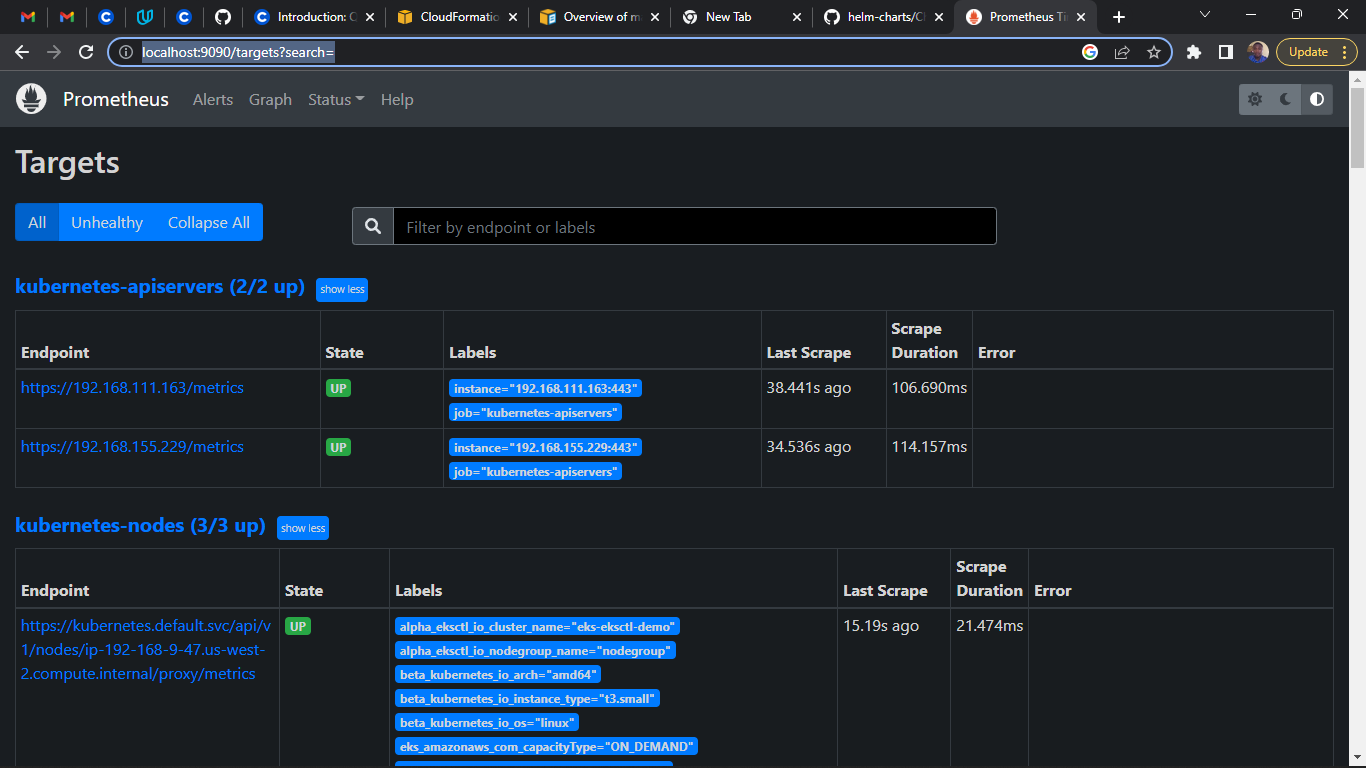 Introduction: C
CloudFormatio
Overview of m
New Tab
helm-charts/C
Prometheus Ti
localhost:9090/targets?search=
Update
Prometheus Alerts Graph Status Help
Targets
All Unhealthy Collapse All
Filter by endpoint or labels
kubernetes-apiservers (2/2 up) show less
Endpoint State Labels Last Scrape Scrape Duration Error
https://192.168.111.163/metrics UP instance="192.168.111.163:443" 38.441s ago 106.690ms
job="kubernetes-apiservers"
https://192.168.155.229/metrics UP instance="192.168.155.229:443" 34.536s ago 114.157ms
job="kubernetes-apiservers"
kubernetes-nodes (3/3 up) show less
Endpoint State Labels Last Scrape Scrape Duration Error
https://kubernetes.default.svc/api/v
1/nodes/ip-192-168-9-47.us-west-
2.compute.internal/proxy/metrics
UP
alpha_eksctl_io_cluster_name="eks-eksctl-demo"
alpha_eksctl_io_nodegroup_name="nodegroup"
beta_kubernetes_io_arch="amd64"
beta_kubernetes_io_instance_type="t3.small"
beta_kubernetes_io_os="linux"
eks_amazonaws_com_capacityType="ON_DEMAND"
15.19s ago
21.474ms